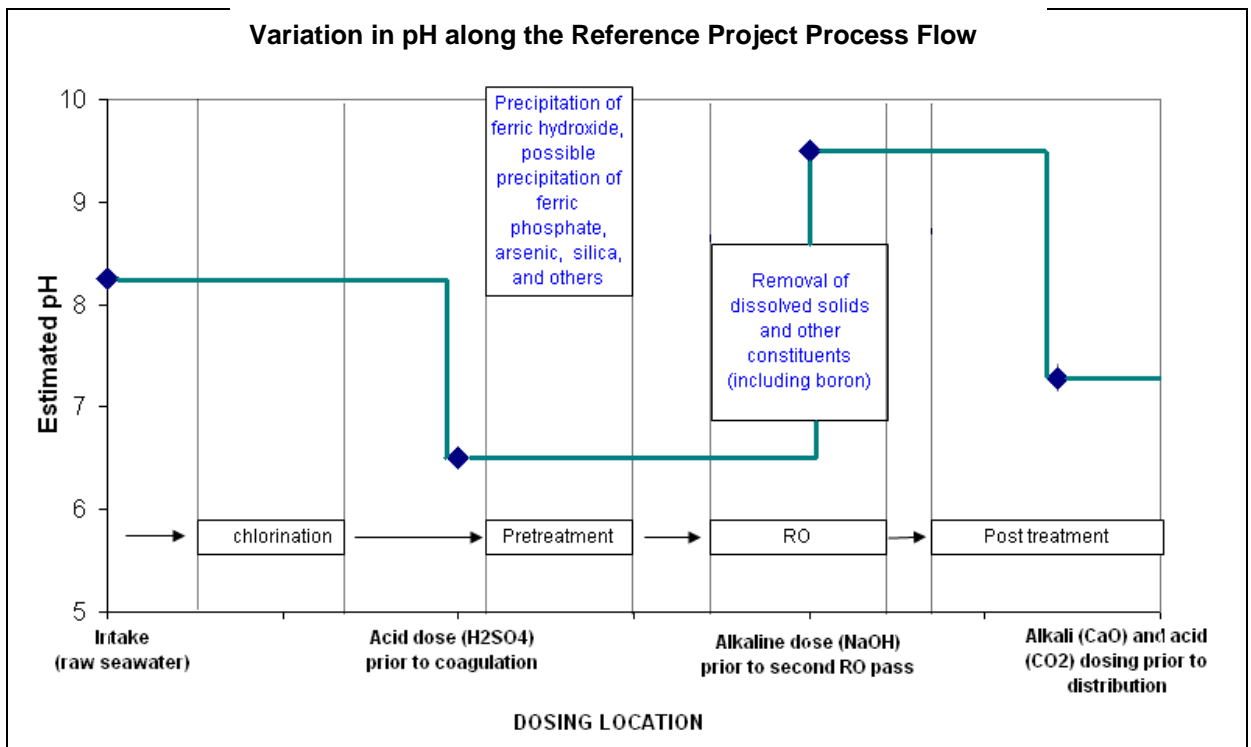 Variation in pH along the Reference Project Process Flow
10
9
8
7
6
5
Estimated pH
Precipitation of
ferric hydroxide,
possible
precipitation of
ferric
phosphate,
arsenic, silica,
and others
Removal of
dissolved solids
and other
constituents
(including boron)
chlorination
Pretreatment
RO
Post treatment
Intake
(raw seawater)
Acid dose (H2SO4)
prior to coagulation
Alkaline dose (NaOH)
prior to second RO pass
Alkali (CaO) and acid
(CO2) dosing prior to
distribution
DOSING LOCATION